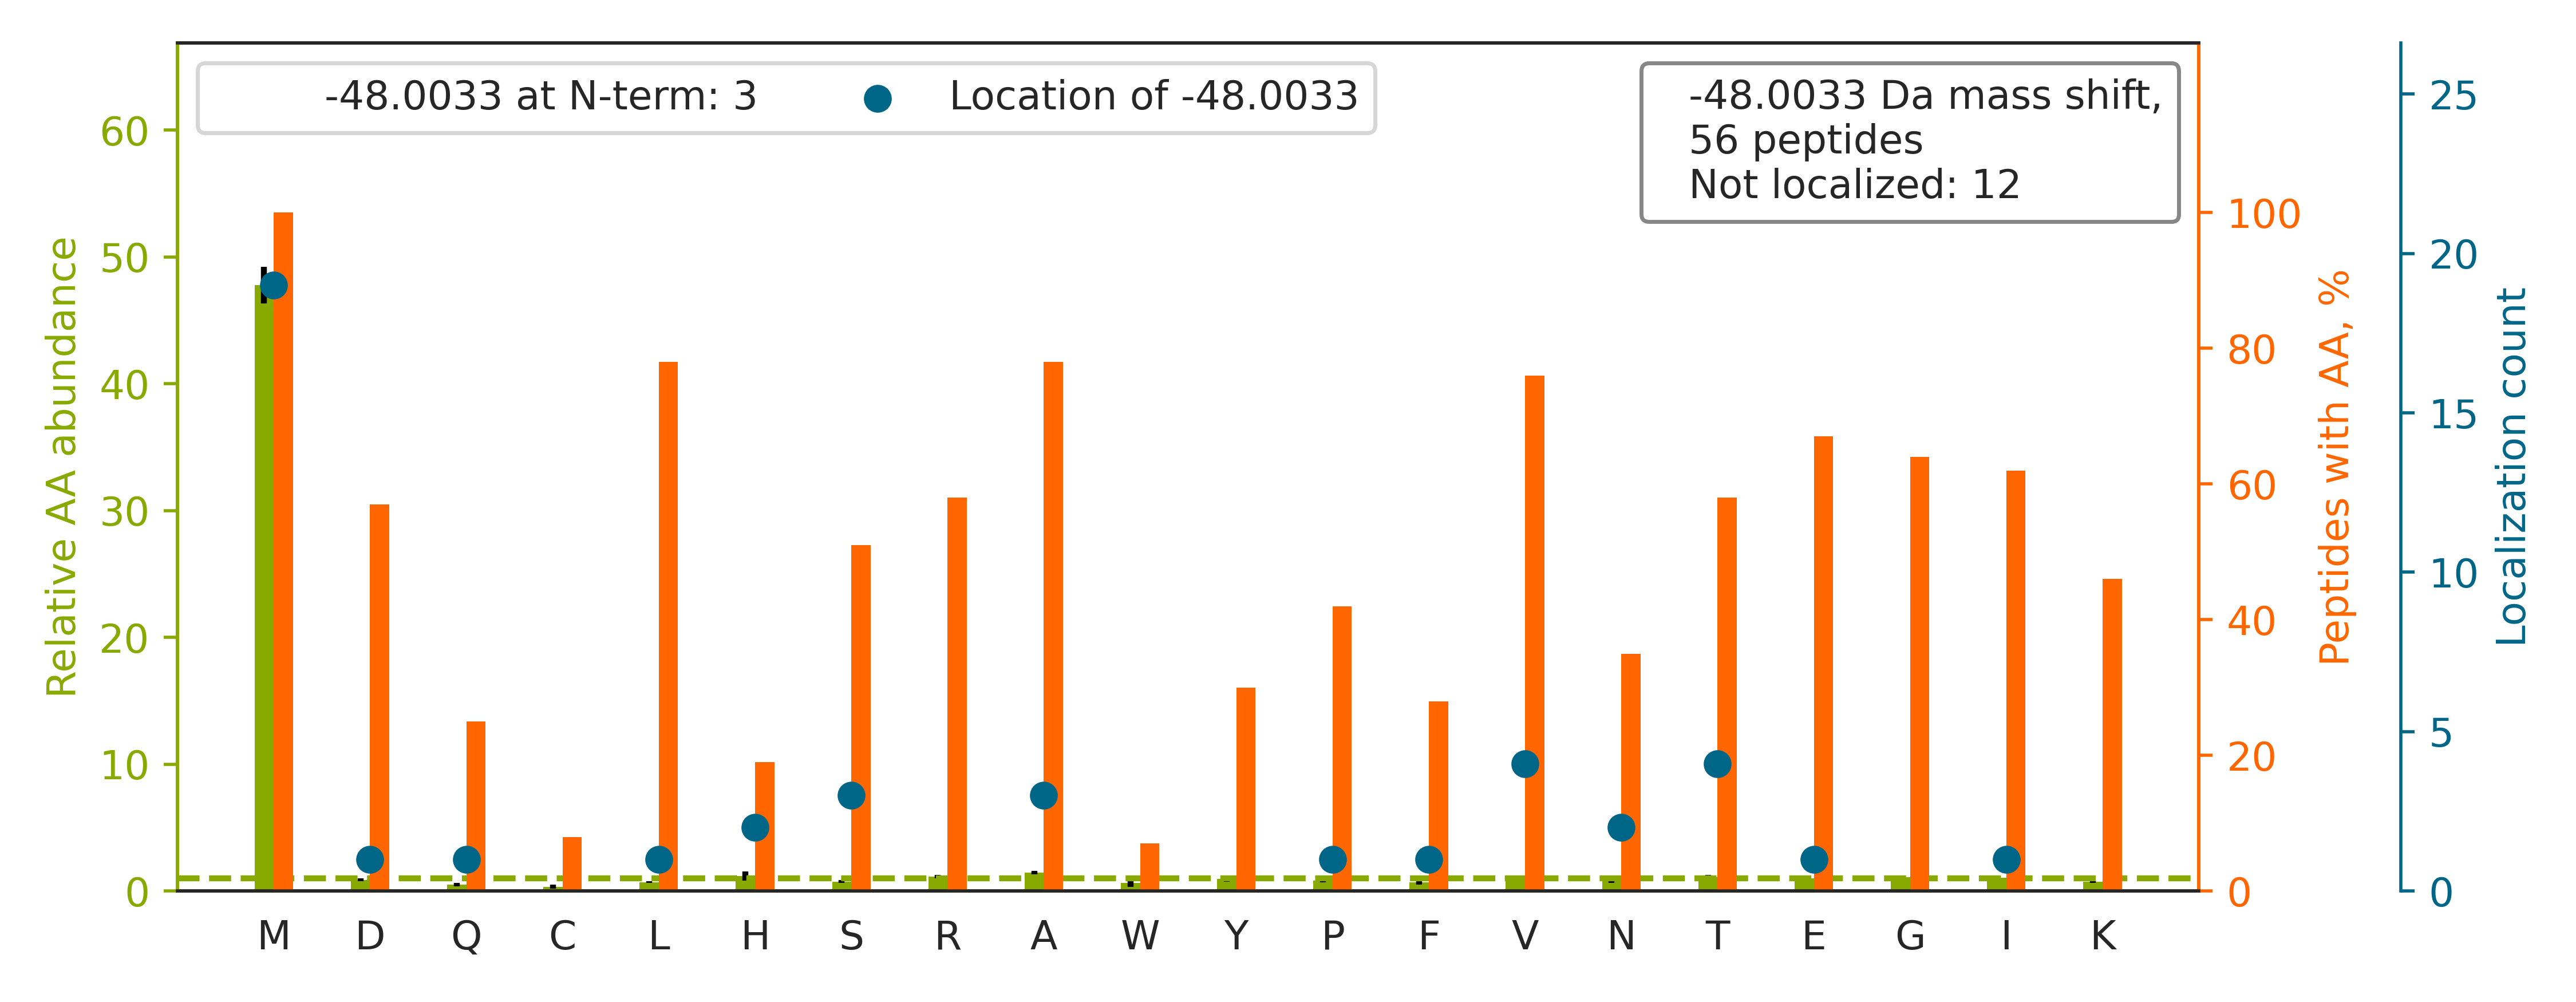 -48.0033 at N-term: 3
Location of -48.0033
-48.0033 Da mass shift,
56 peptides
Not localized: 12
Relative AA abundance
60
50
40
30
20
10
0
M D Q C L H S R A W Y P F V N T E G I K
100
80
60
40
20
0
Peptides with AA, %
25
20
15
10
5
0
Localization count